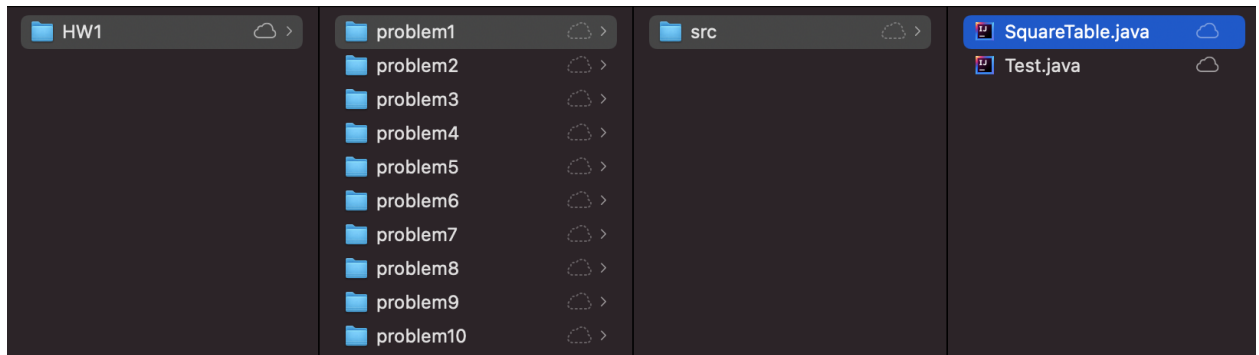 HW1
problem1
problem2
problem3
problem4
problem5
problem6
problem7
problem8
problem9
problem10
src
SquareTable.java
Test.java